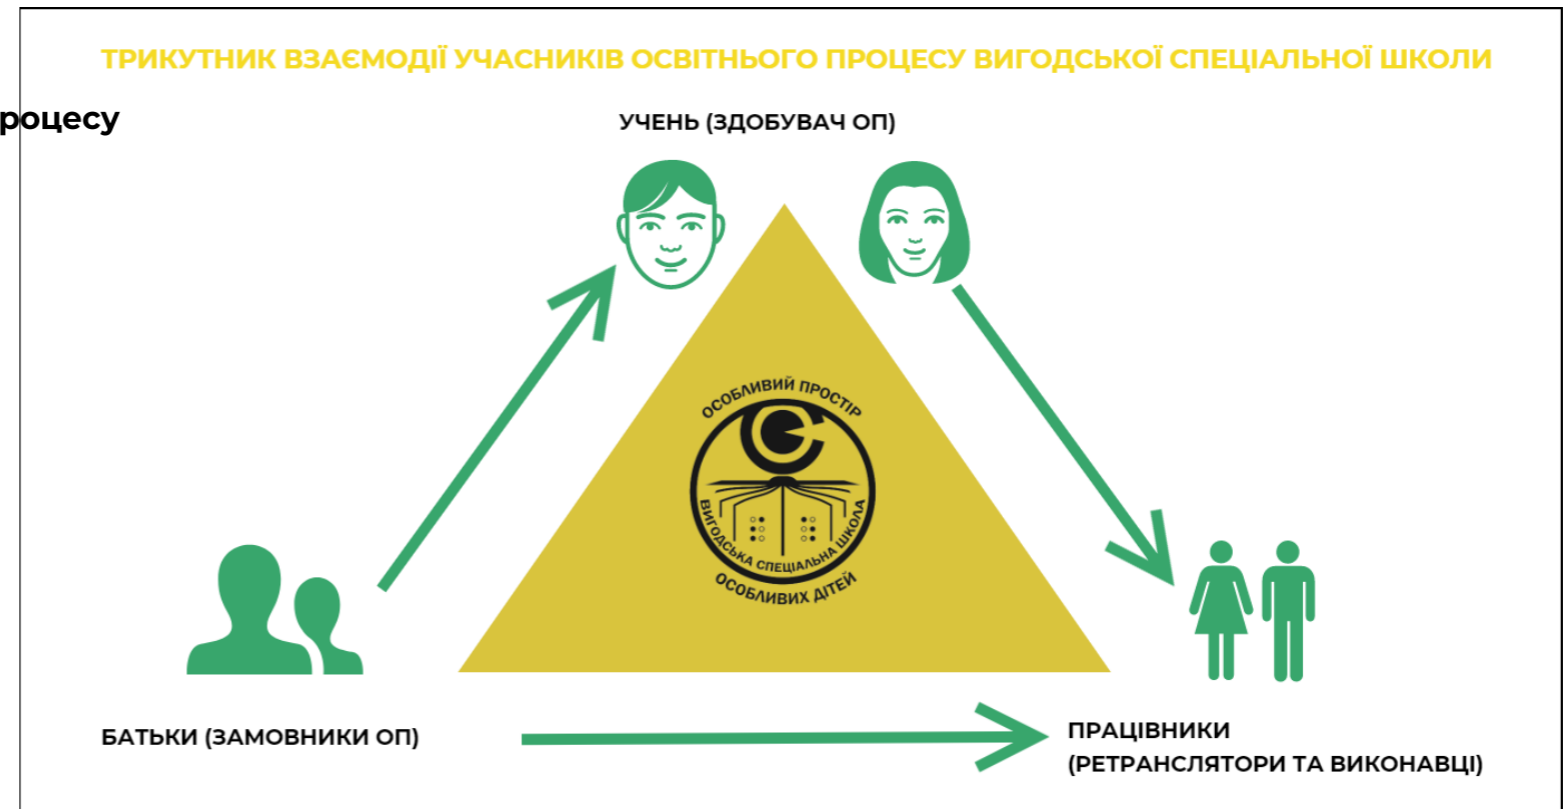 ТРИКУТНИК ВЗАЄМОДІЇ УЧАСНИКІВ ОСВІТНЬОГО ПРОЦЕСУ ВИГОДСЬКОЇ СПЕЦІАЛЬНОЇ ШКОЛИ
роцесу
УЧЕНЬ (ЗДОБУВАЧ ОП)
ОСОБЛИВИЙ ПРОСТІР
ВИГОДСЬКА СПЕЦІАЛЬНА ШКОЛА
ОСОБЛИВИХ ДІТЕЙ
БАТЬКИ (ЗАМОВНИКИ ОП)
ПРАЦІВНИКИ
(РЕТРАНСЛЯТОРИ ТА ВИКОНАВЦІ)